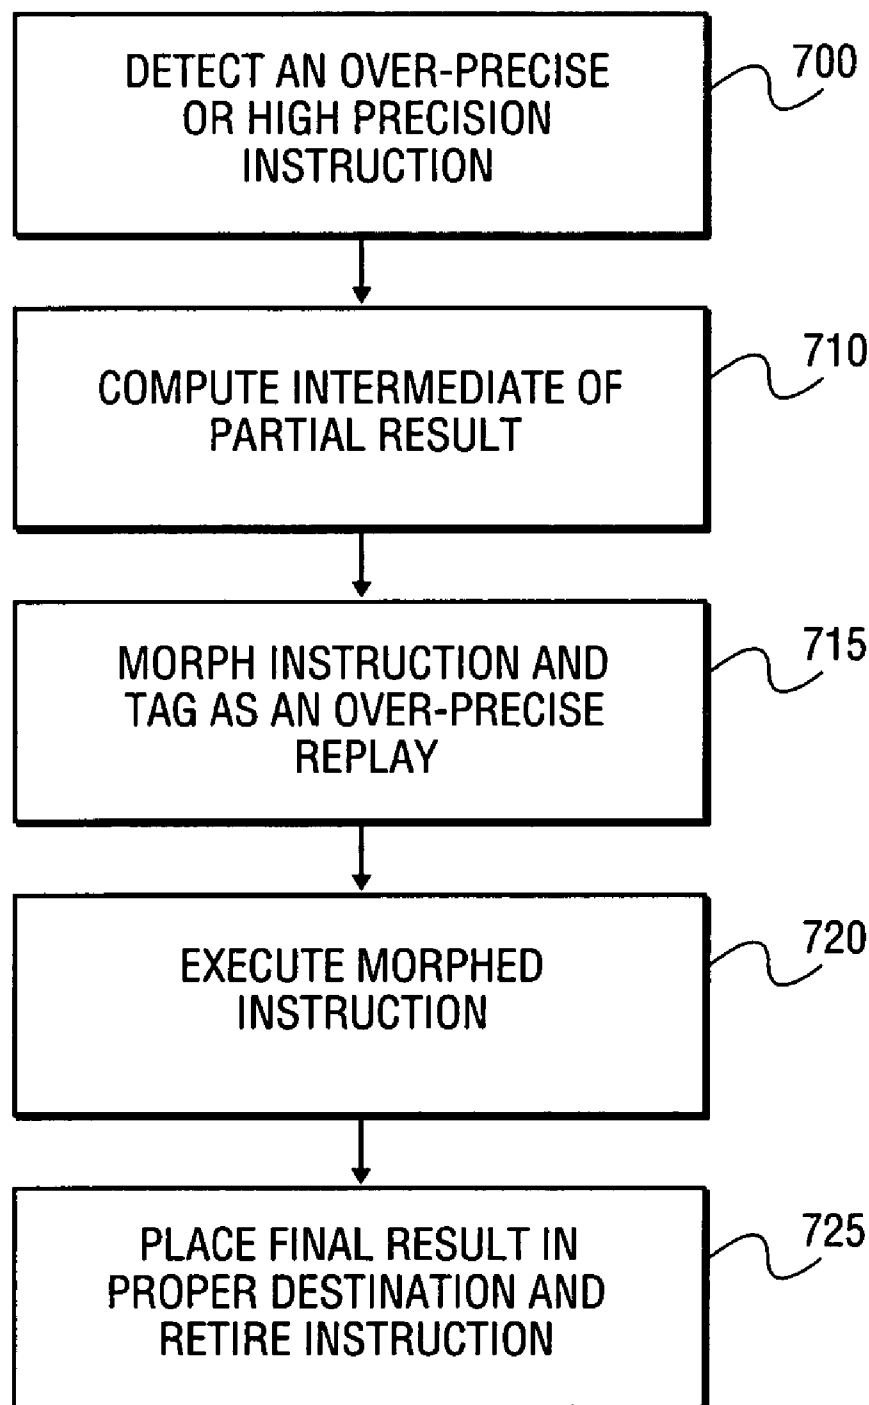 DETECT AN OVER-PRECISE
OR HIGH PRECISION
INSTRUCTION
700
COMPUTE INTERMEDIATE OF
PARTIAL RESULT
710
MORPH INSTRUCTION AND
TAG AS AN OVER-PRECISE
REPLAY
715
EXECUTE MORPHED
INSTRUCTION
720
PLACE FINAL RESULT IN
PROPER DESTINATION AND
RETIRE INSTRUCTION
725